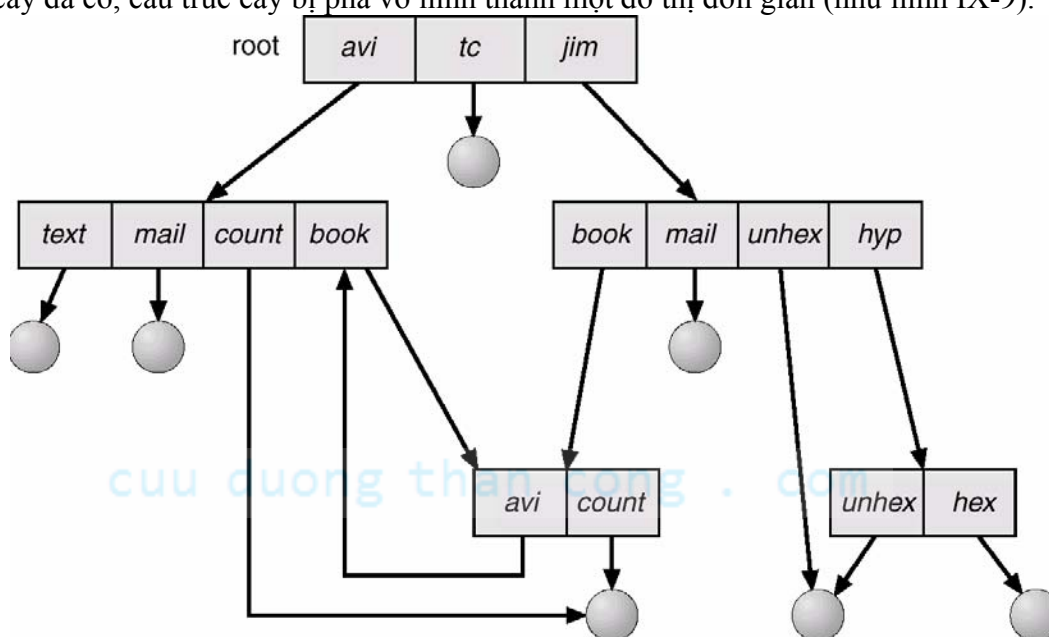 cây đã có, cấu trúc cây bị phá vỡ hình thành một đồ thị đơn giản (như hình IX-9).
root avi tc jim
text mail count book book mail unhex hyp
cuu duong than cong . com
avi count unhex hex